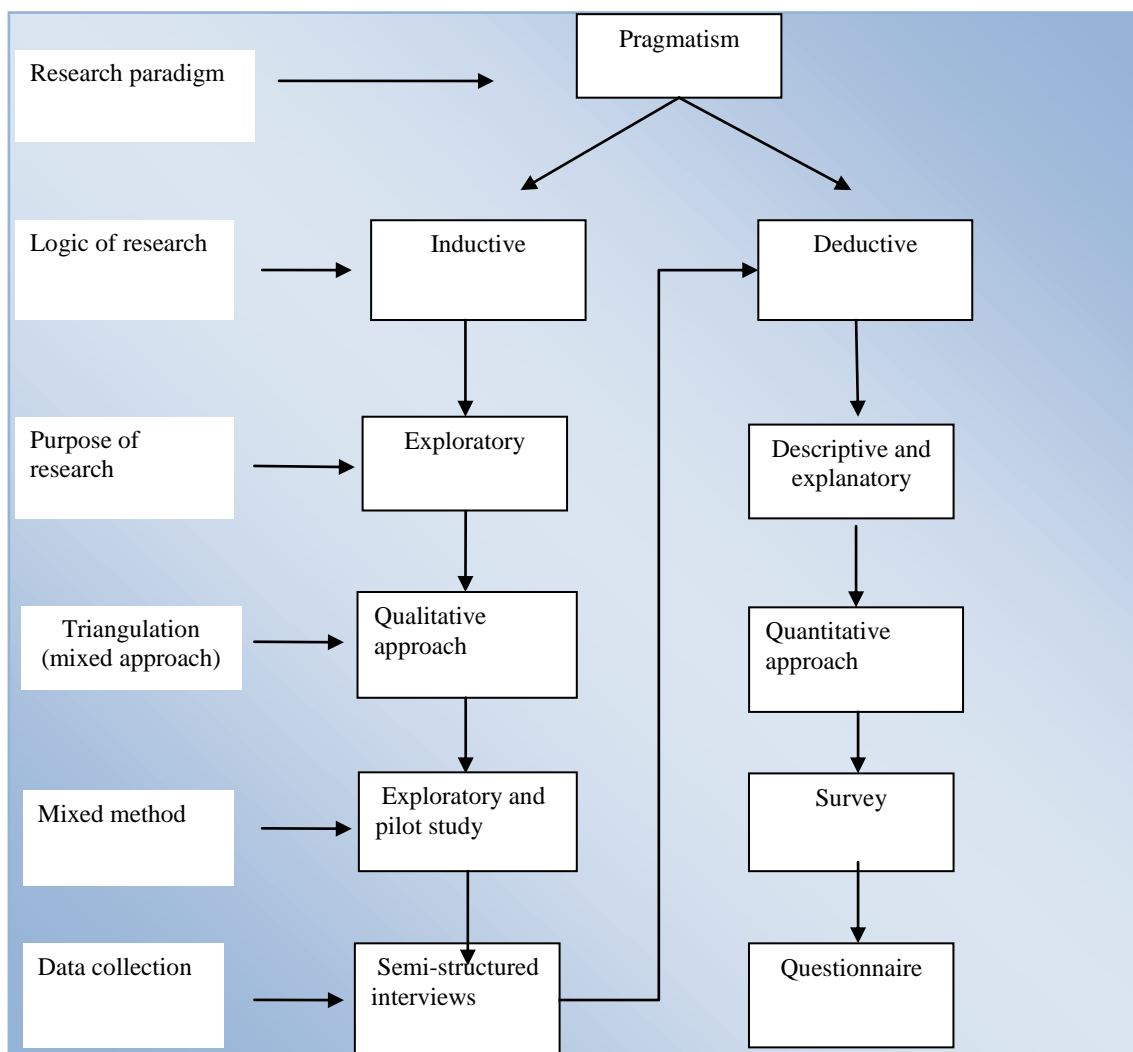 Pragmatism
Research paradigm
Logic of research
Inductive
Deductive
Purpose of
research
Exploratory
Descriptive and
explanatory
Triangulation
(mixed approach)
Qualitative
approach
Quantitative
approach
Mixed method
Exploratory and
pilot study
Survey
Data collection
Semi-structured
interviews
Questionnaire